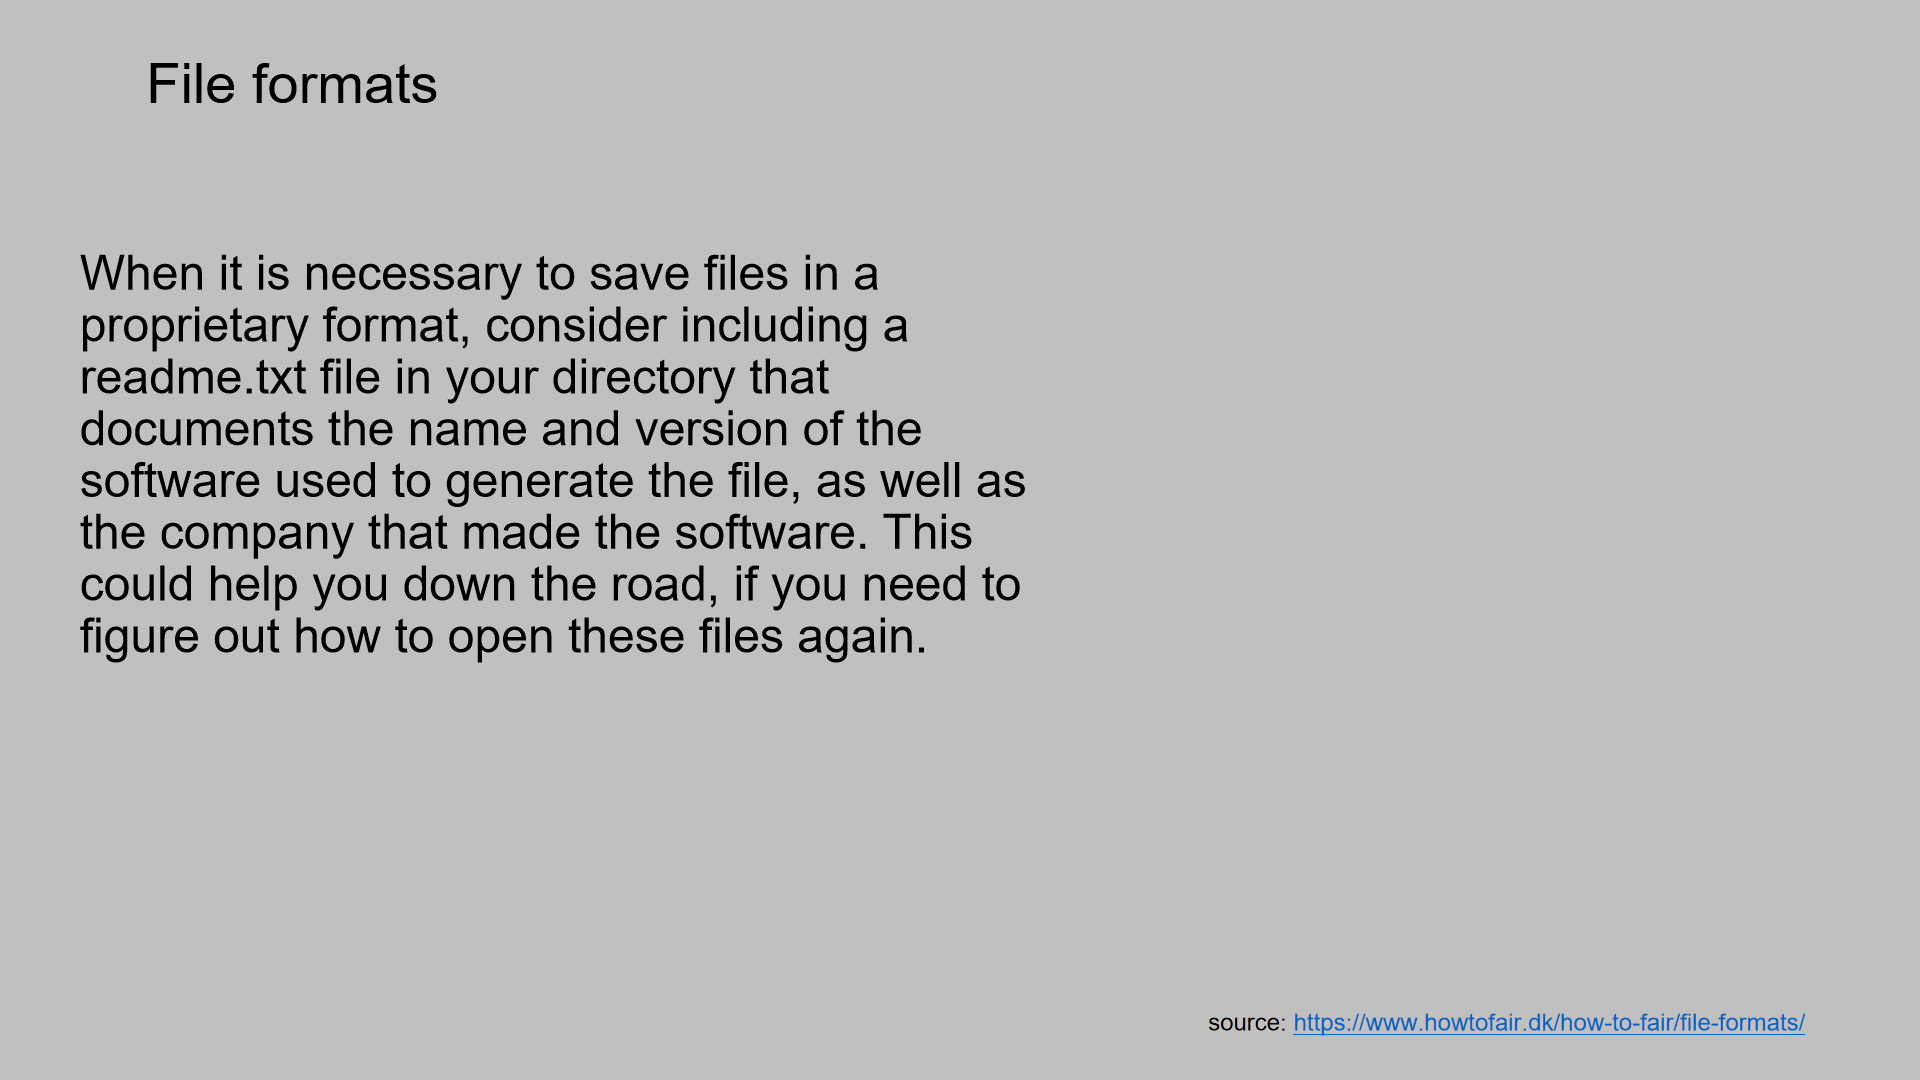 File formats
When it is necessary to save files in a
proprietary format, consider including a
readme.txt file in your directory that
documents the name and version of the
software used to generate the file, as well as
the company that made the software. This
could help you down the road, if you need to
figure out how to open these files again.
source: https://www.howtofair.dk/how-to-fair/file-formats/